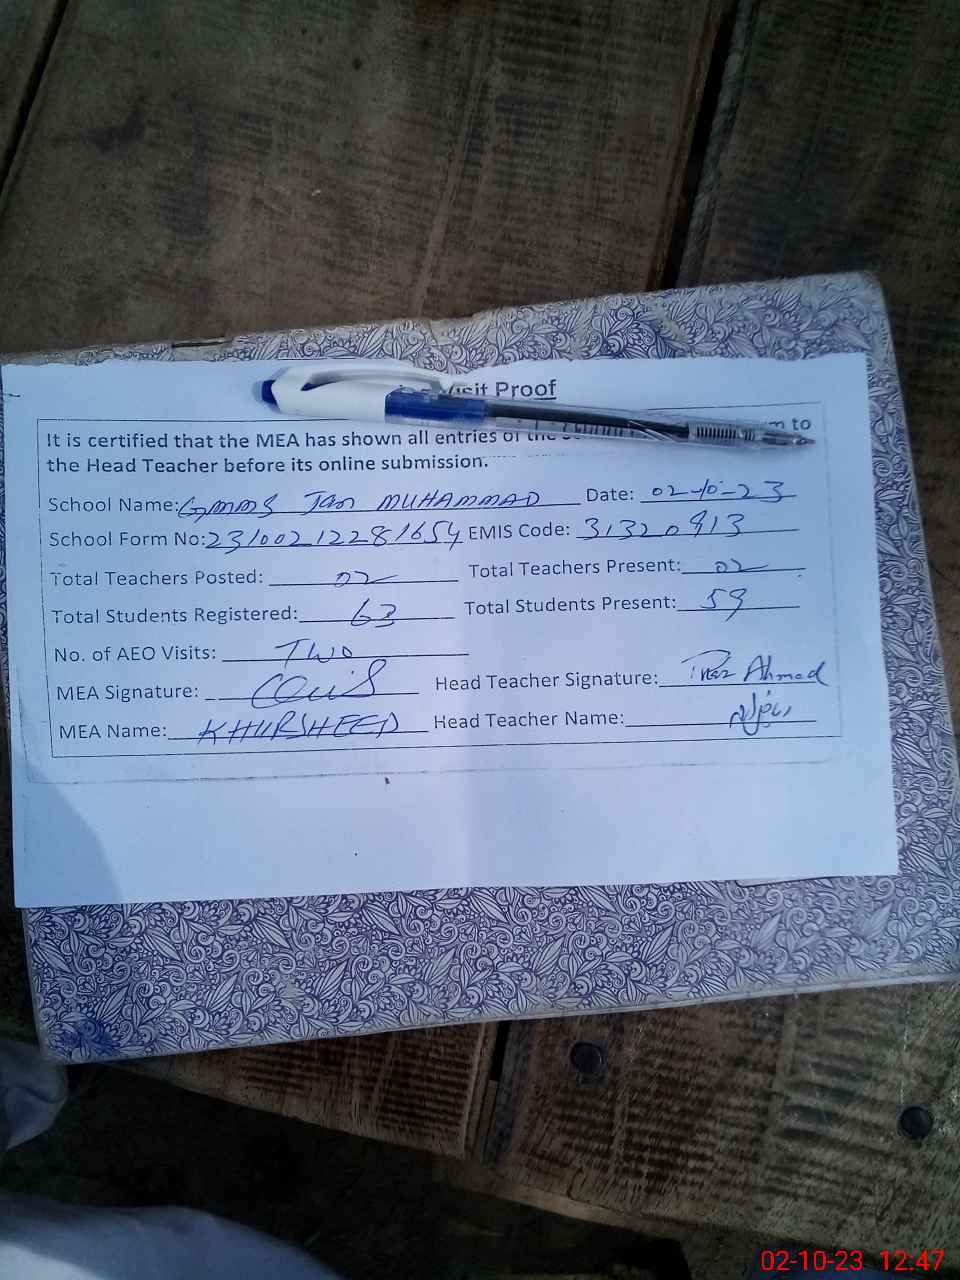 Visit Proof
It is certified that the MEA has shown all entries of the to
the Head Teacher before its online submission.
School Name: GMMS Jan MUHAMMAD Date: 02-10-23
School Form No: 23100212281654 EMIS Code: 31320913
Total Teachers Posted: 02 Total Teachers Present: 02
Total Students Registered: 63 Total Students Present: 59
No. of AEO Visits: TWO
MEA Signature: Head Teacher Signature: Ahmad
MEA Name: KHURSHEED Head Teacher Name:
02-10-23 12:47